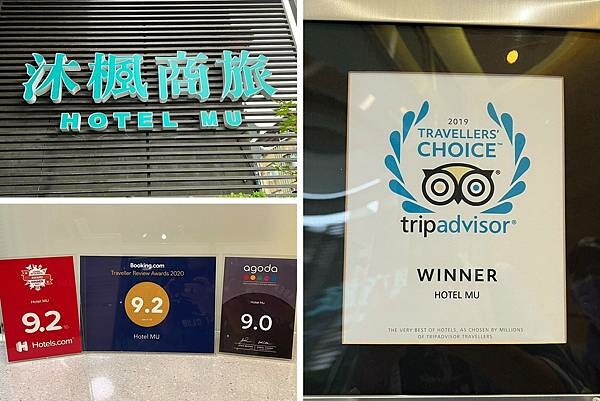 沐楓商旅
HOTEL MU
Hotel MU
9.2
Hotels.com
Booking.com
Traveller Review Awards 2020
9.2
Hotel MU
agoda
Hotel MU
9.0
2019
TRAVELLERS'
CHOICE™
tripadvisor®
WINNER
HOTEL MU
THE VERY BEST OF HOTELS, AS CHOSEN BY MILLIONS
OF TRIPADVISOR TRAVELLERS